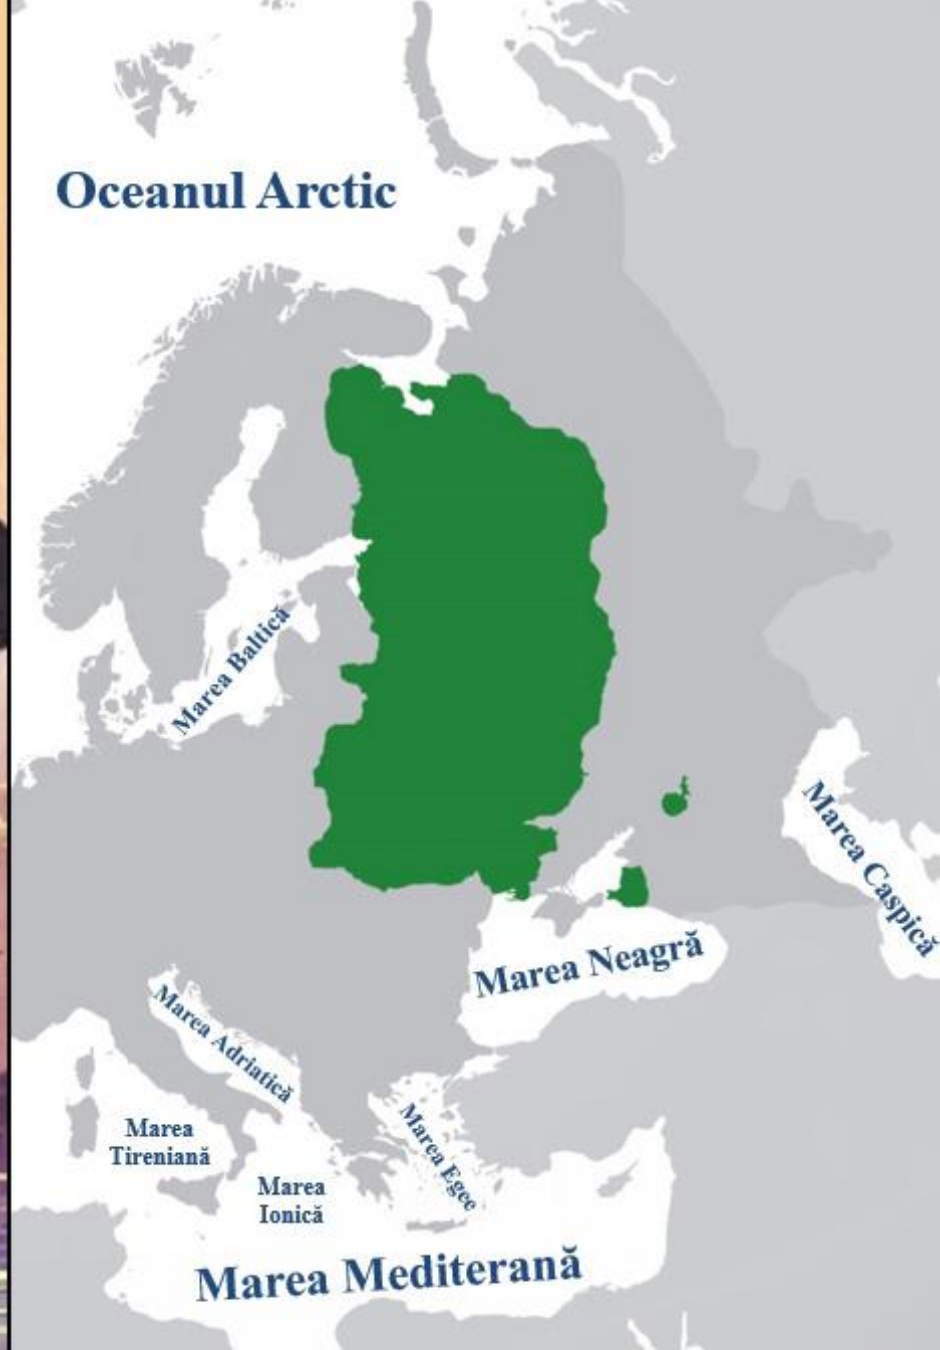 Oceanul Arctic
Marea Baltică
Marea Caspică
Marea Neagră
Marea Adriatică
Marea Egee
Marea
Tireniană
Marea
Ionică
Marea Mediterană